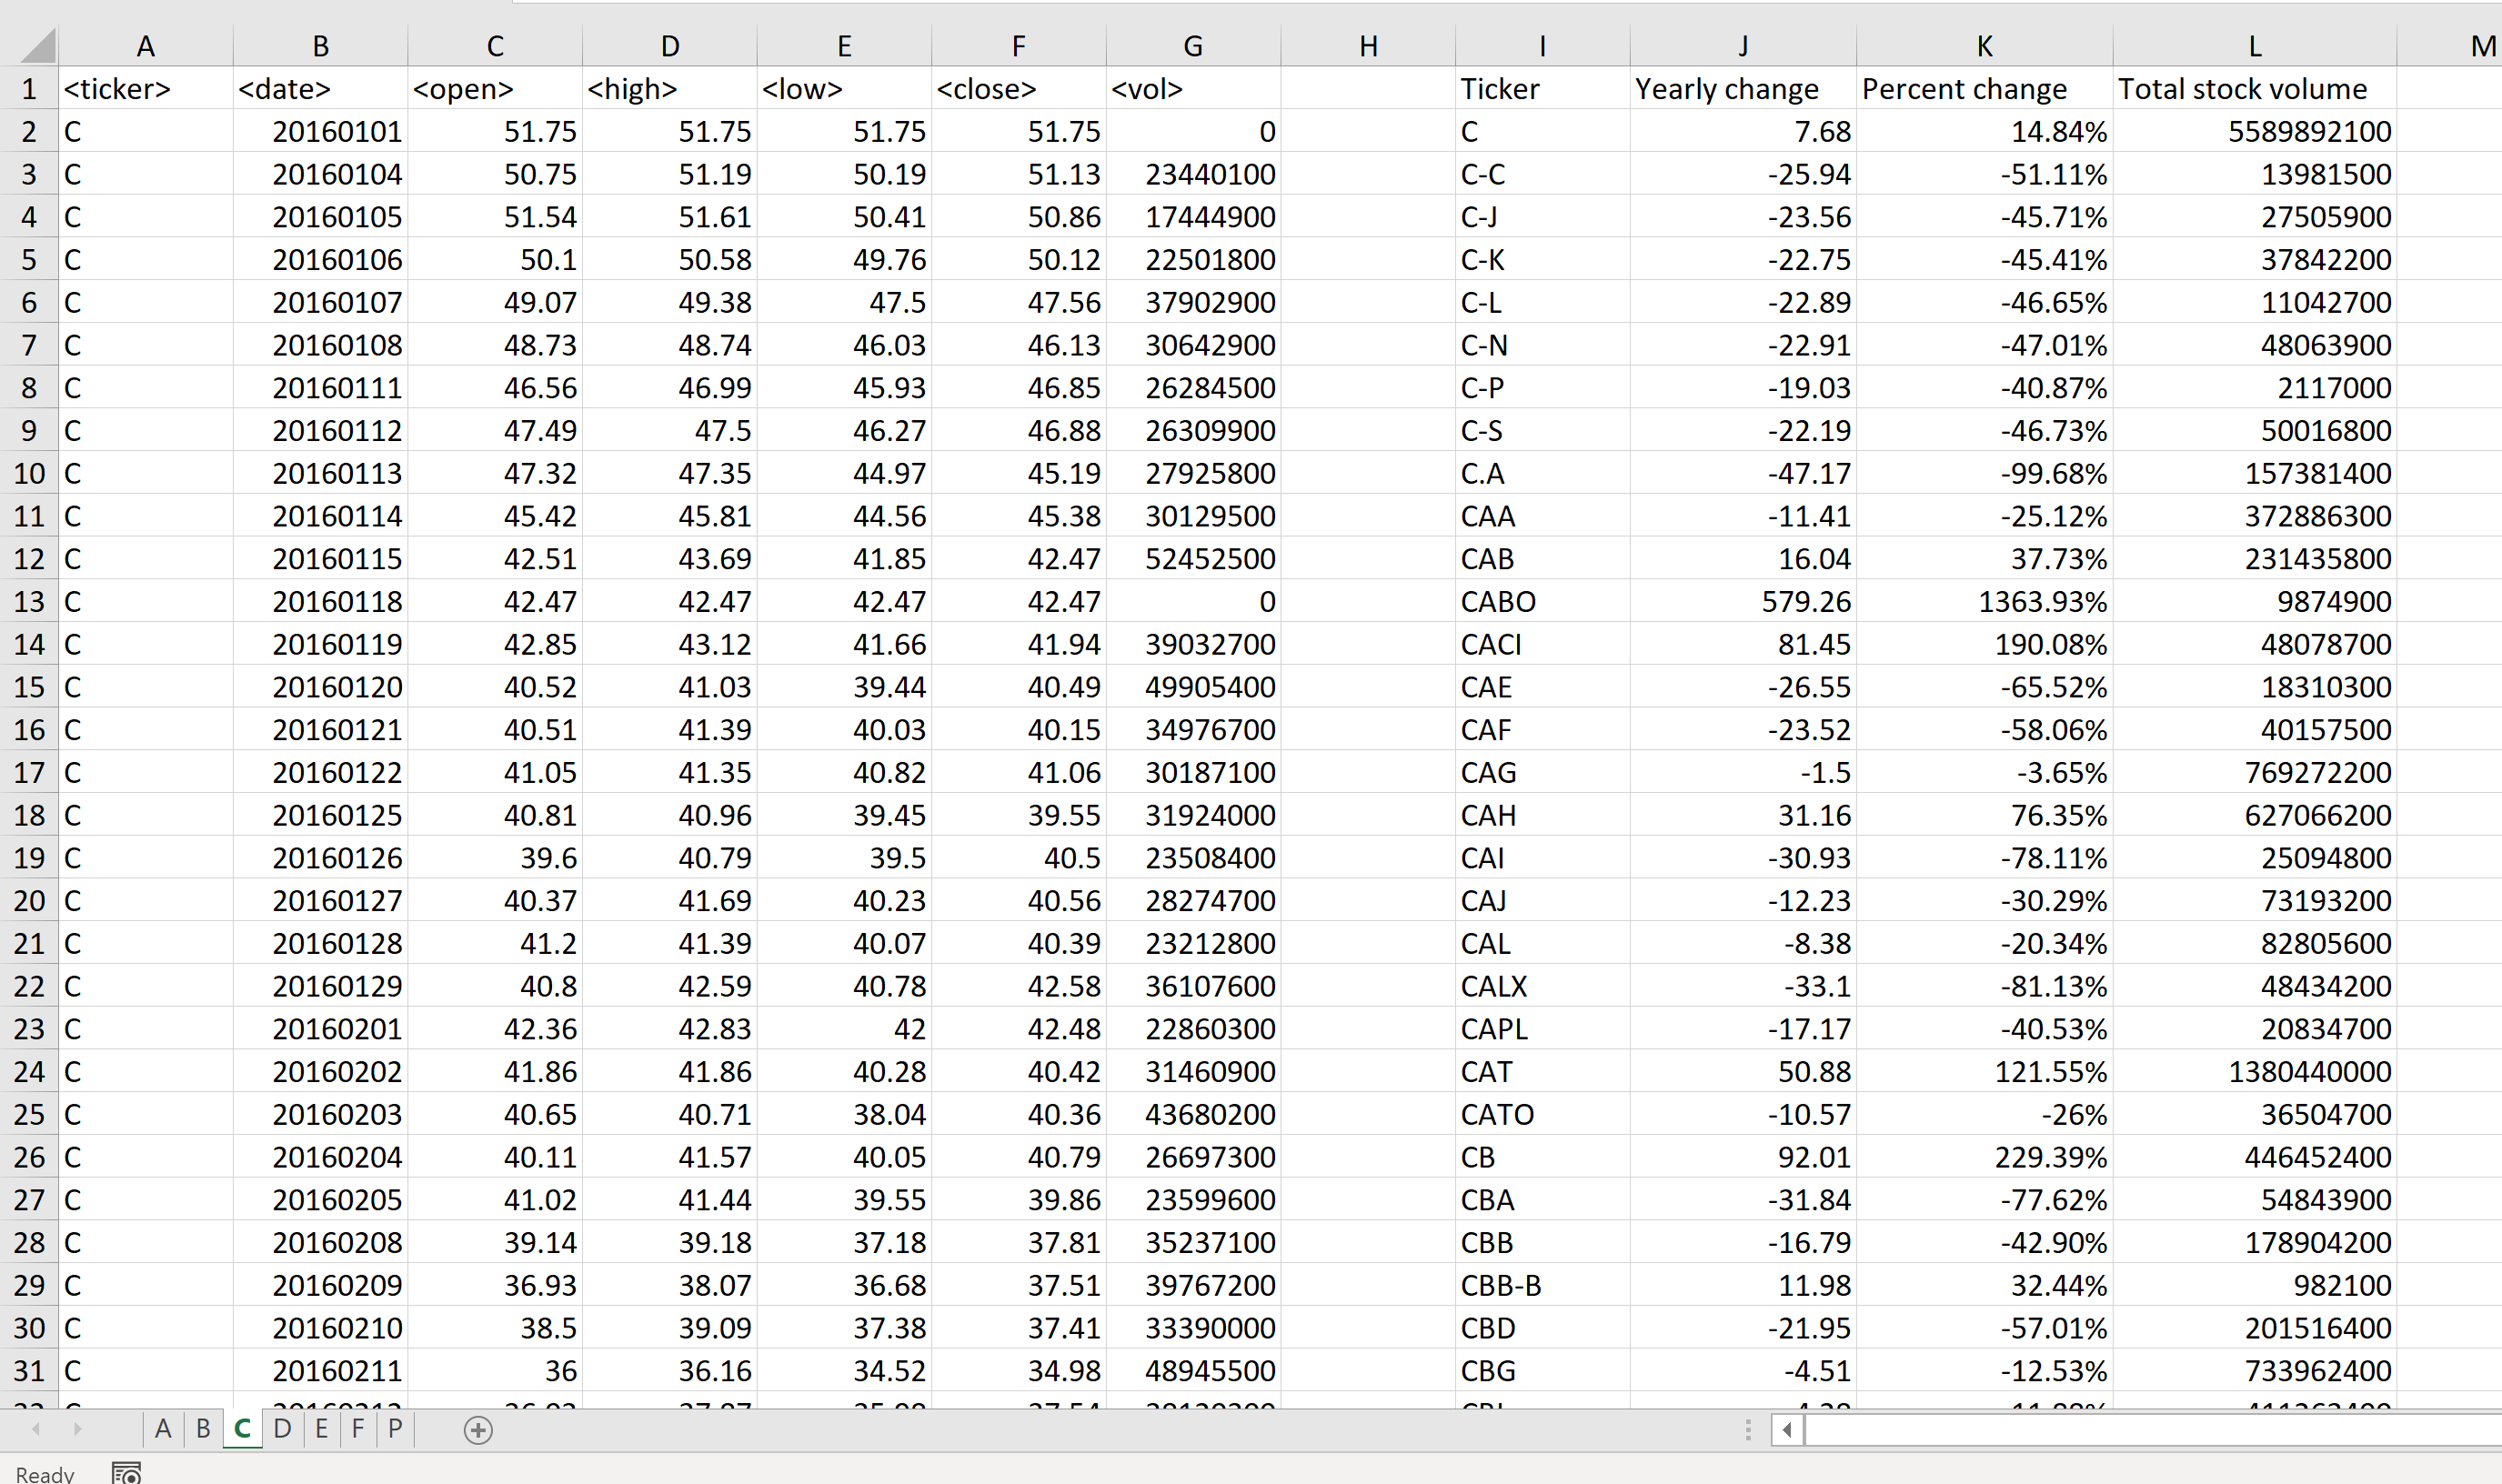 A B C D E F G H I J K L M
1 <ticker> <date> <open> <high> <low> <close> <vol> Ticker Yearly change Percent change Total stock volume
2 C 20160101 51.75 51.75 51.75 51.75 0 C 7.68 14.84% 5589892100
3 C 20160104 50.75 51.19 50.19 51.13 23440100 C-C -25.94 -51.11% 13981500
4 C 20160105 51.54 51.61 50.41 50.86 17444900 C-J -23.56 -45.71% 27505900
5 C 20160106 50.1 50.58 49.76 50.12 22501800 C-K -22.75 -45.41% 37842200
6 C 20160107 49.07 49.38 47.5 47.56 37902900 C-L -22.89 -46.65% 11042700
7 C 20160108 48.73 48.74 46.03 46.13 30642900 C-N -22.91 -47.01% 48063900
8 C 20160111 46.56 46.99 45.93 46.85 26284500 C-P -19.03 -40.87% 2117000
9 C 20160112 47.49 47.5 46.27 46.88 26309900 C-S -22.19 -46.73% 50016800
10 C 20160113 47.32 47.35 44.97 45.19 27925800 C.A -47.17 -99.68% 157381400
11 C 20160114 45.42 45.81 44.56 45.38 30129500 CAA -11.41 -25.12% 372886300
12 C 20160115 42.51 43.69 41.85 42.47 52452500 CAB 16.04 37.73% 231435800
13 C 20160118 42.47 42.47 42.47 42.47 0 CABO 579.26 1363.93% 9874900
14 C 20160119 42.85 43.12 41.66 41.94 39032700 CACI 81.45 190.08% 48078700
15 C 20160120 40.52 41.03 39.44 40.49 49905400 CAE -26.55 -65.52% 18310300
16 C 20160121 40.51 41.39 40.03 40.15 34976700 CAF -23.52 -58.06% 40157500
17 C 20160122 41.05 41.35 40.82 41.06 30187100 CAG -1.5 -3.65% 769272200
18 C 20160125 40.81 40.96 39.45 39.55 31924000 CAH 31.16 76.35% 627066200
19 C 20160126 39.6 40.79 39.5 40.5 23508400 CAI -30.93 -78.11% 25094800
20 C 20160127 40.37 41.69 40.23 40.56 28274700 CAJ -12.23 -30.29% 73193200
21 C 20160128 41.2 41.39 40.07 40.39 23212800 CAL -8.38 -20.34% 82805600
22 C 20160129 40.8 42.59 40.78 42.58 36107600 CALX -33.1 -81.13% 48434200
23 C 20160201 42.36 42.83 42 42.48 22860300 CAPL -17.17 -40.53% 20834700
24 C 20160202 41.86 41.86 40.28 40.42 31460900 CAT 50.88 121.55% 1380440000
25 C 20160203 40.65 40.71 38.04 40.36 43680200 CATO -10.57 -26% 36504700
26 C 20160204 40.11 41.57 40.05 40.79 26697300 CB 92.01 229.39% 446452400
27 C 20160205 41.02 41.44 39.55 39.86 23599600 CBA -31.84 -77.62% 54843900
28 C 20160208 39.14 39.18 37.18 37.81 35237100 CBB -16.79 -42.90% 178904200
29 C 20160209 36.93 38.07 36.68 37.51 39767200 CBB-B 11.98 32.44% 982100
30 C 20160210 38.5 39.09 37.38 37.41 33390000 CBD -21.95 -57.01% 201516400
31 C 20160211 36 36.16 34.52 34.98 48945500 CBG -4.51 -12.53% 733962400
A B C D E F P
Ready